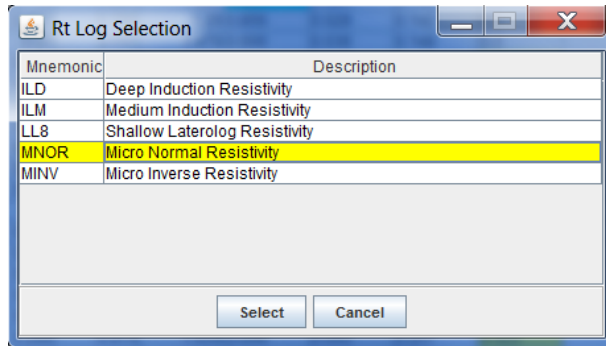 Rt Log Selection
Mnemonic Description
ILD Deep Induction Resistivity
ILM Medium Induction Resistivity
LL8 Shallow Laterolog Resistivity
MNOR Micro Normal Resistivity
MINV Micro Inverse Resistivity
Select Cancel